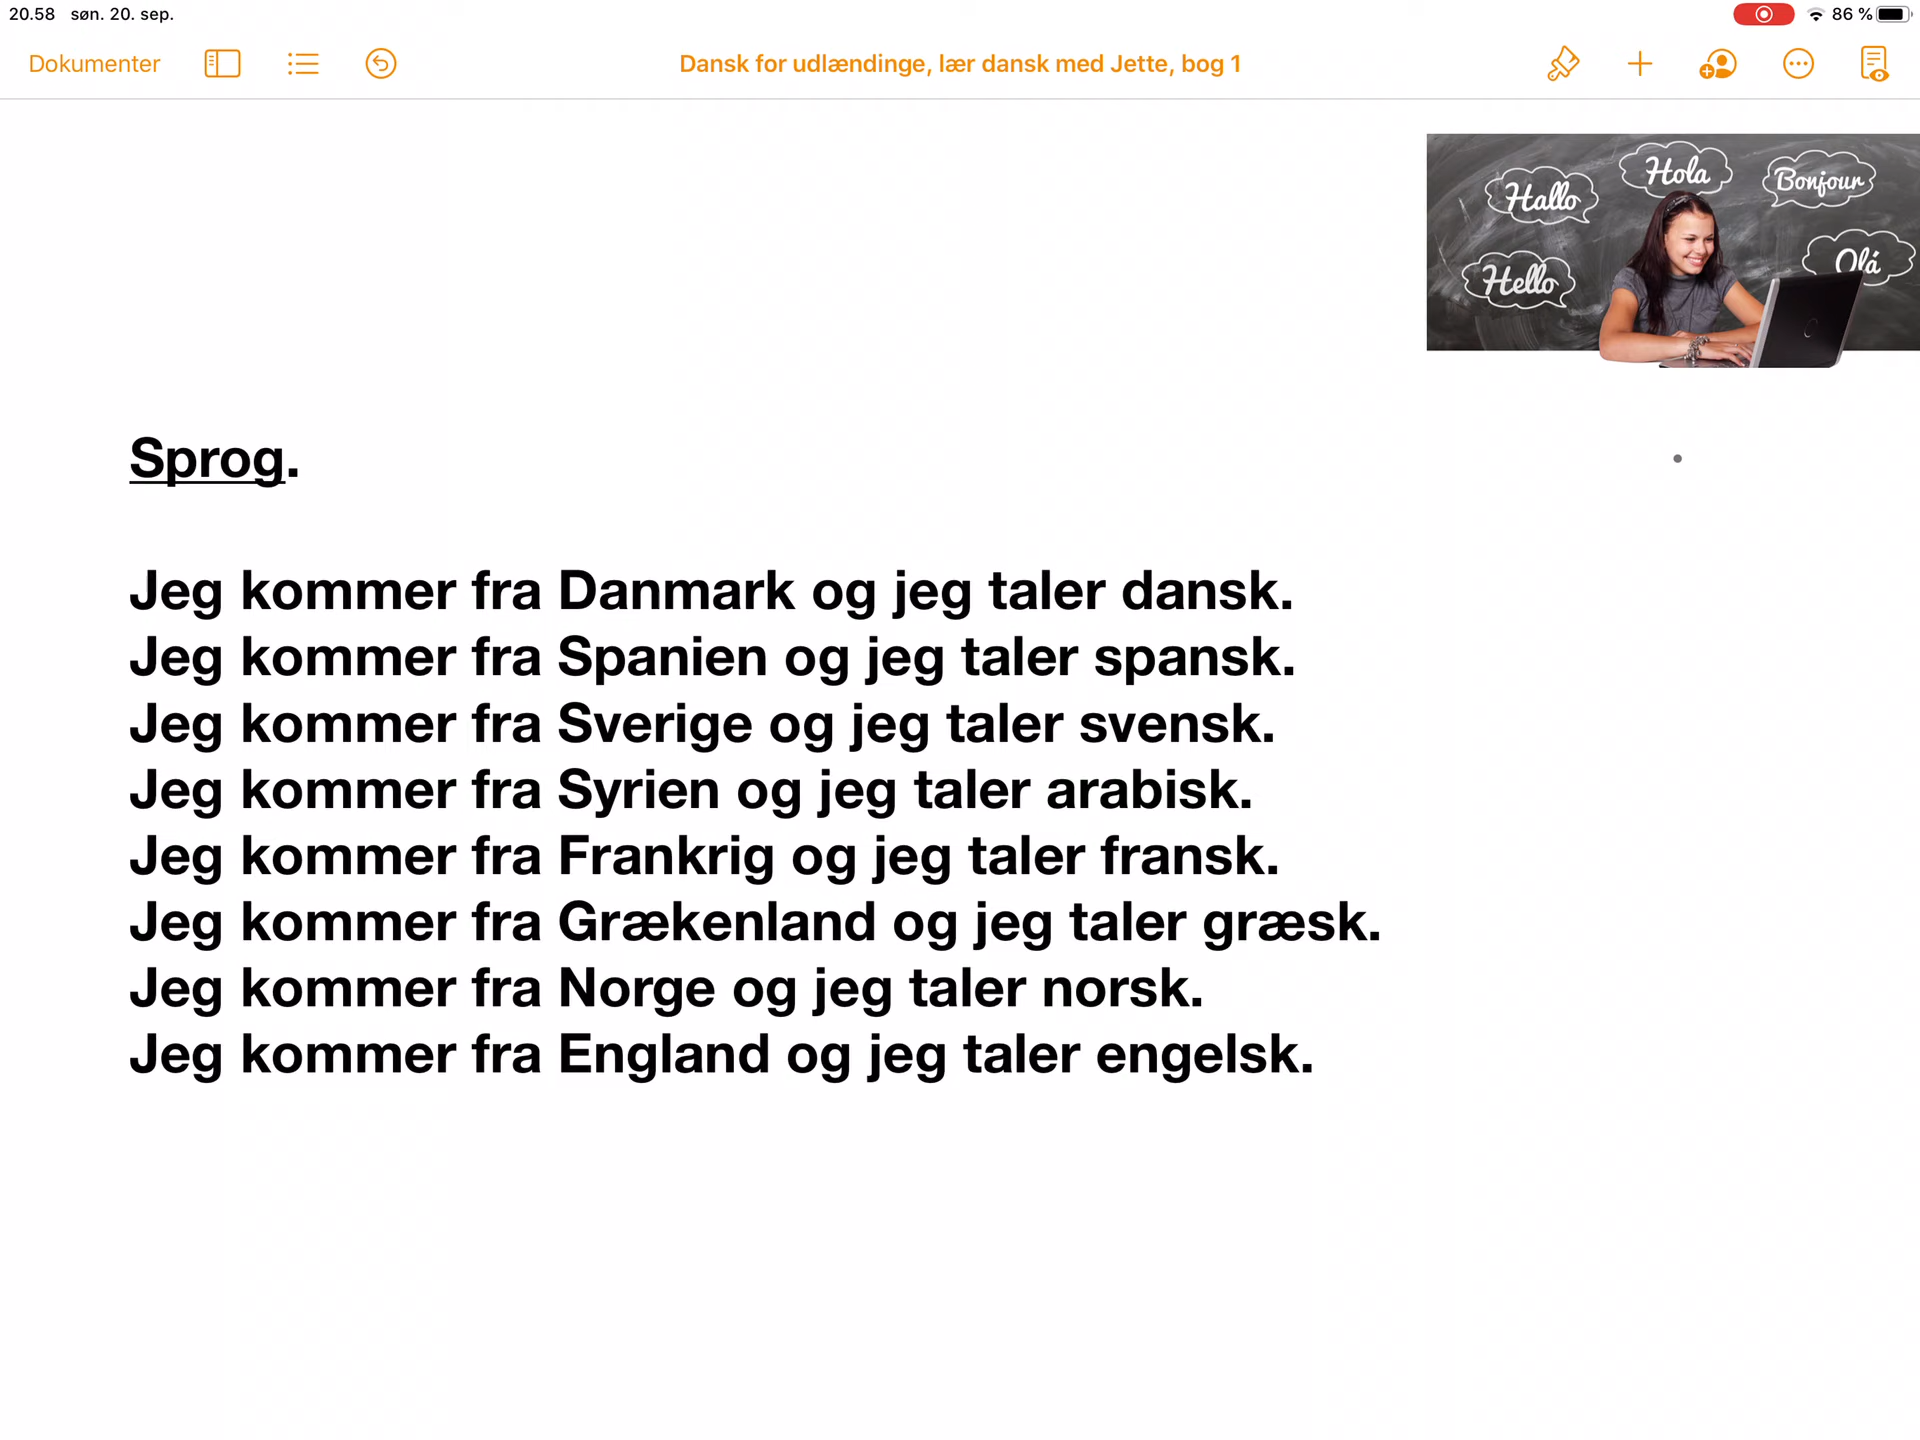 20.58 søn. 20. sep.
86 %
Dokumenter
Dansk for udlændinge, lær dansk med Jette, bog 1
Hallo
Hola
Bonjour
Hello
Olá
Sprog.
Jeg kommer fra Danmark og jeg taler dansk.
Jeg kommer fra Spanien og jeg taler spansk.
Jeg kommer fra Sverige og jeg taler svensk.
Jeg kommer fra Syrien og jeg taler arabisk.
Jeg kommer fra Frankrig og jeg taler fransk.
Jeg kommer fra Grækenland og jeg taler græsk.
Jeg kommer fra Norge og jeg taler norsk.
Jeg kommer fra England og jeg taler engelsk.